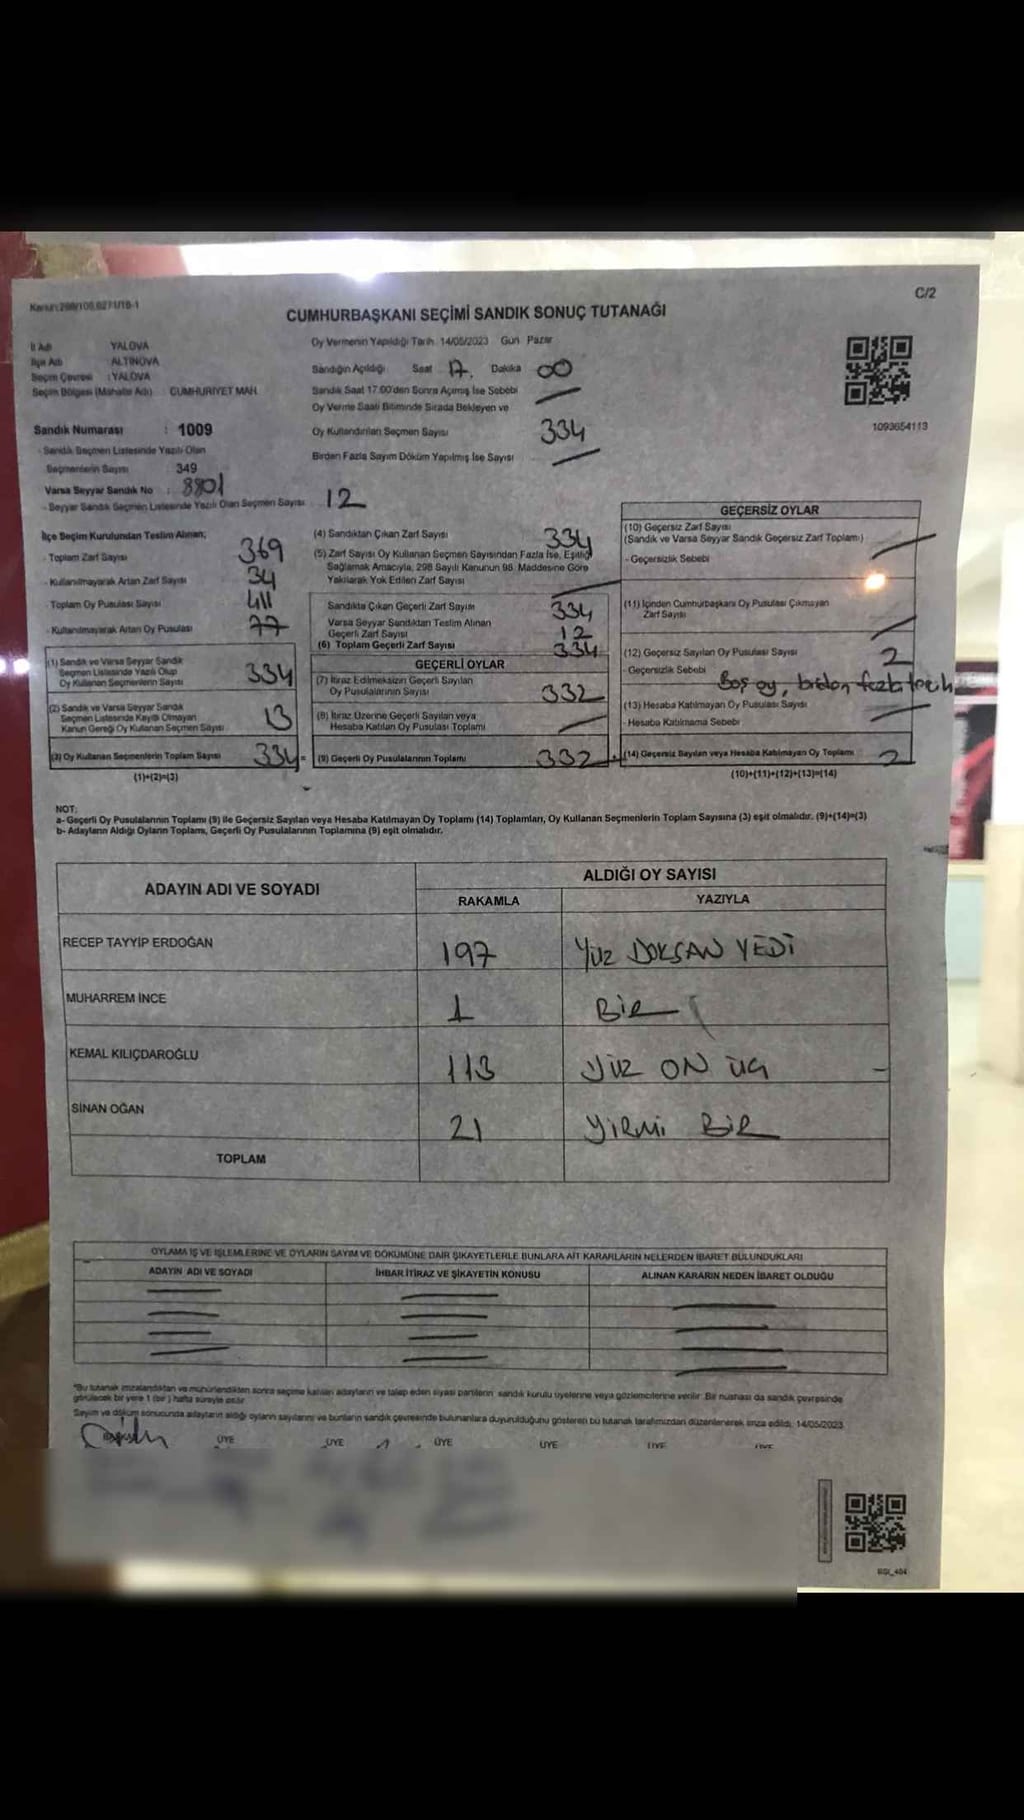 C/2
CUMHURBAŞKANI SEÇİMİ SANDIK SONUÇ TUTANAĞI
İl Adı YALOVA
İlçe Adı ALTINOVA
Seçim Çevresi : YALOVA
Seçim Bölgesi (Mahalle Adı) : CUMHURİYET MAH.
Sandık Numarası : 1009
- Sandık Seçmen Listesinde Yazılı Olan
Seçmenlerin Sayısı 349
Varsa Seyyar Sandık No : 8801
- Seyyar Sandık Seçmen Listesinde Yazılı Olan Seçmen Sayısı 12
Oy Vermenin Yapıldığı Tarih: 14/05/2023 Gün Pazar
Sandığın Açıldığı: Saat 17. Dakika 00
Sandık Saat 17.00'den Sonra Açımış İse Sebebi
Oy Verme Saati Bitiminde Sırada Bekleyen ve
Oy Kullandırılan Seçmen Sayısı 334
Birden Fazla Sayım Döküm Yapılmış İse Sayısı
1093654113
İlçe Seçim Kurulundan Teslim Alınan;
- Toplam Zarf Sayısı 369
- Kullanılmayarak Artan Zarf Sayısı 34
- Toplam Oy Pusulası Sayısı 411
- Kullanılmayarak Artan Oy Pusulası 77
(1) Sandık ve Varsa Seyyar Sandık
Seçmen Listesinde Yazılı Olup
Oy Kullanan Seçmenlerin Sayısı 334
(2) Sandık ve Varsa Seyyar Sandık
Seçmen Listesinde Kayıtlı Olmayan
Kanun Gereği Oy Kullanan Seçmen Sayısı 13
(3) Oy Kullanan Seçmenlerin Toplam Sayısı 334=
(1)+(2)=(3)
(4) Sandıktan Çıkan Zarf Sayısı 334
(5) Zarf Sayısı Oy Kullanan Seçmen Sayısından Fazla İse, Eşitliği
Sağlamak Amacıyla, 298 Sayılı Kanunun 98. Maddesine Göre
Yakılarak Yok Edilen Zarf Sayısı
Sandıkta Çıkan Geçerli Zarf Sayısı 334
Varsa Seyyar Sandıktan Teslim Alınan
Geçerli Zarf Sayısı 12
(6) Toplam Geçerli Zarf Sayısı 334
GEÇERLİ OYLAR
(7) İtiraz Edilmeksizin Geçerli Sayılan
Oy Pusulalarının Sayısı 332
(8) İtiraz Üzerine Geçerli Sayılan veya
Hesaba Katılan Oy Pusulası Toplamı
(9) Geçerli Oy Pusulalarının Toplamı 332 +
GEÇERSİZ OYLAR
(10) Geçersiz Zarf Sayısı
(Sandık ve Varsa Seyyar Sandık Geçersiz Zarf Toplamı)
- Geçersizlik Sebebi
(11) İçinden Cumhurbaşkanı Oy Pusulası Çıkmayan
Zarf Sayısı
(12) Geçersiz Sayılan Oy Pusulası Sayısı 2
- Geçersizlik Sebebi
Boş oy, birden fazla tercih
(13) Hesaba Katılmayan Oy Pusulası Sayısı
- Hesaba Katılmama Sebebi
(14) Geçersiz Sayılan veya Hesaba Katılmayan Oy Toplamı 2
(10)+(11)+(12)+(13)=(14)
NOT:
a- Geçerli Oy Pusulalarının Toplamı (9) ile Geçersiz Sayılan veya Hesaba Katılmayan Oy Toplamı (14) Toplamları, Oy Kullanan Seçmenlerin Toplam Sayısına (3) eşit olmalıdır. (9)+(14)=(3)
b- Adayların Aldığı Oyların Toplamı, Geçerli Oy Pusulalarının Toplamına (9) eşit olmalıdır.
ADAYIN ADI VE SOYADI ALDIĞI OY SAYISI
RAKAMLA YAZIYLA
RECEP TAYYİP ERDOĞAN 197 YÜZ DOKSAN YEDİ
MUHARREM İNCE 1 BİR
KEMAL KILIÇDAROĞLU 113 YÜZ ON ÜÇ
SİNAN OĞAN 21 YİRMİ BİR
TOPLAM
OYLAMA İŞ VE İŞLEMLERİNE VE OYLARIN SAYIM VE DÖKÜMÜNE DAİR ŞİKAYETLERLE BUNLARA AİT KARARLARIN NELERDEN İBARET BULUNDUKLARI
ADAYIN ADI VE SOYADI İHBAR İTİRAZ VE ŞİKAYETİN KONUSU ALINAN KARARIN NEDEN İBARET OLDUĞU
*Bu tutanak imzalandıktan ve mühürlendikten sonra seçime katılan adayların ve talep eden siyasi partilerin sandık kurulu üyelerine veya gözlemcilerine verilir. Bir nüshası da sandık çevresinde
görülecek bir yere 1 (bir) hafta süreyle asılır.
Sayım ve döküm sonucunda adayların aldığı oyların sayılarını ve bunların sandık çevresinde bulunanlara duyurulduğunu gösteren bu tutanak tarafımızdan düzenlenerek imza edildi. 14/05/2023
ÜYE ÜYE ÜYE ÜYE ÜYE ÜYE